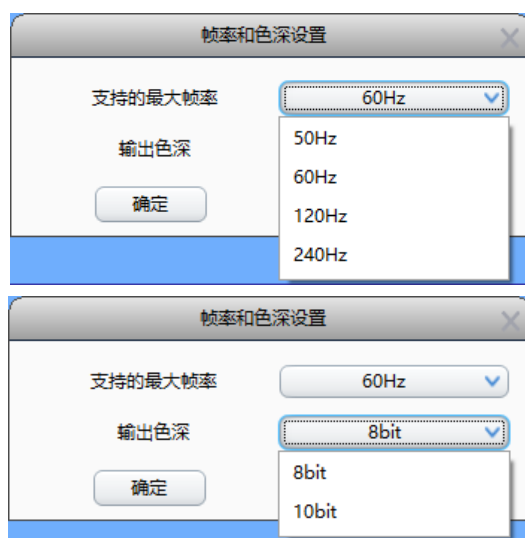 帧率和色深设置
支持的最大帧率 60Hz
50Hz
输出色深
60Hz
确定
120Hz
240Hz
帧率和色深设置
支持的最大帧率 60Hz
输出色深 8bit
8bit
确定
10bit